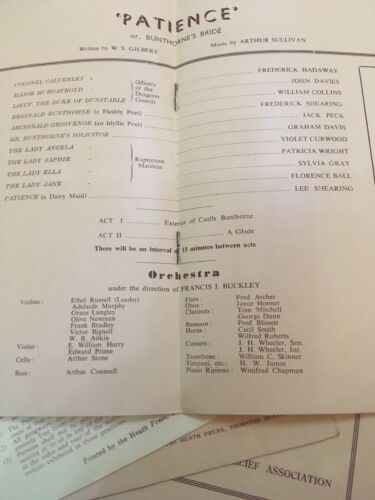 'PATIENCE'
or, BUNTHORNE'S BRIDE
Written by W. S. GILBERT Music by ARTHUR SULLIVAN
COLONEL CALVERLEY - FREDERICK HADAWAY
MAJOR MURGATROYD - Officers of the Dragoon Guards JOHN DAVIES
LIEUT. THE DUKE OF DUNSTABLE WILLIAM COLLINS
REGINALD BUNTHORNE (a Fleshly Poet) FREDERICK SHEARING
ARCHIBALD GROSVENOR (an Idyllic Poet) JACK PECK
MR. BUNTHORNE'S SOLICITOR GRAHAM DAVIS
THE LADY ANGELA - VIOLET CURWOOD
THE LADY SAPHIR - Rapturous Maidens PATRICIA WRIGHT
THE LADY ELLA - SYLVIA GRAY
THE LADY JANE - FLORENCE BALL
PATIENCE (a Dairy Maid) LEE SHEARING
ACT I Exterior of Castle Bunthorne
ACT II A Glade
There will be an interval of 15 minutes between acts
Orchestra
under the direction of FRANCIS J. BUCKLEY
Violins: Ethel Russell (Leader)
Adelaide Murphy
Grace Lungley
Olive Newman
Frank Bradley
Victor Bignell
W. B. Aitkin
Violas: E. William Harry
Edward Prime
Cello: Arthur Stone
Bass: Arthur Counsell
Flute: Fred Archer
Oboe: Joyce Honner
Clarinets: Tom Mitchell
George Dunn
Bassoon: Fred Blissett
Horns: Cecil Smith
Wilfred Roberts
Cornets: J. H. Wheeler, Sen.
J. H. Wheeler, Jnr.
Trombone: William C. Skinner
Timpani, etc.: H. W. James
Piano Ripieno: Winifred Chapman
Printed by the Heath Press
HEATH PRESS, THORNTON HEATH
LIEF ASSOCIATION